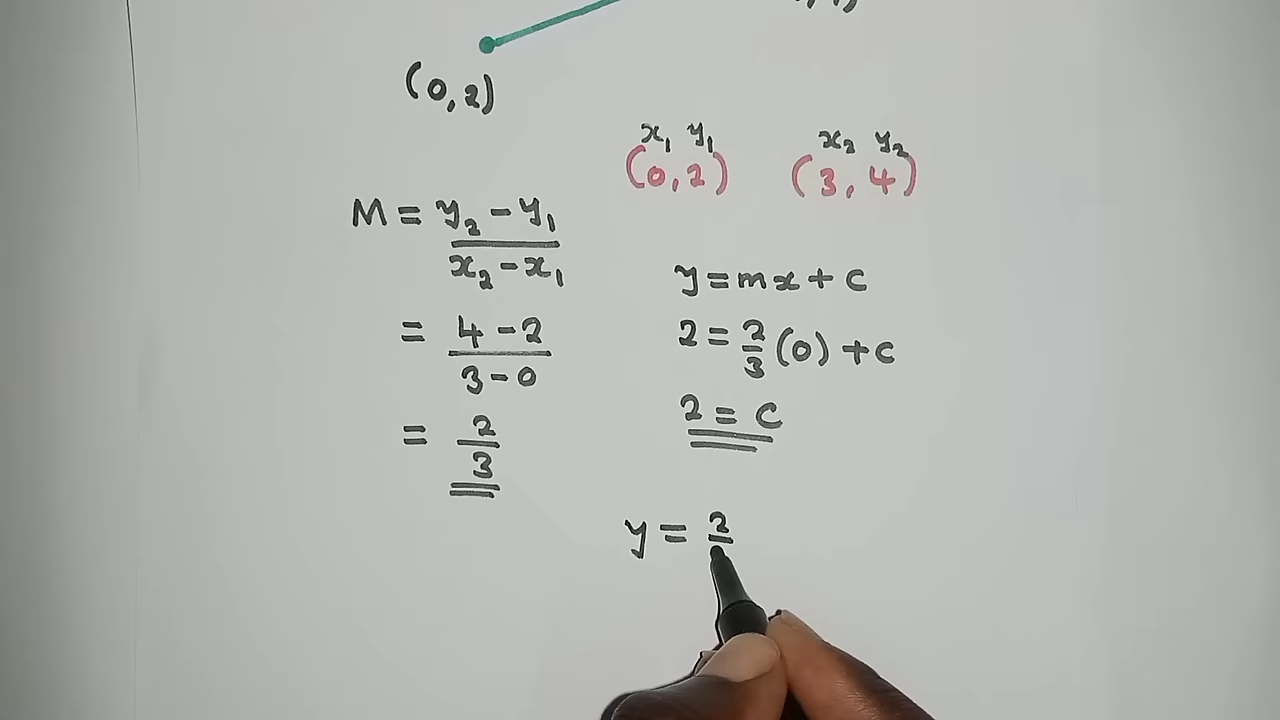 (0,2)
x₁ y₁ x₂ y₂
(0,2) (3,4)
M = y₂ - y₁
x₂ - x₁
= 4 - 2
3 - 0
= 2
3
y = mx + c
2 = 2/3 (0) + c
2 = c
y = 2